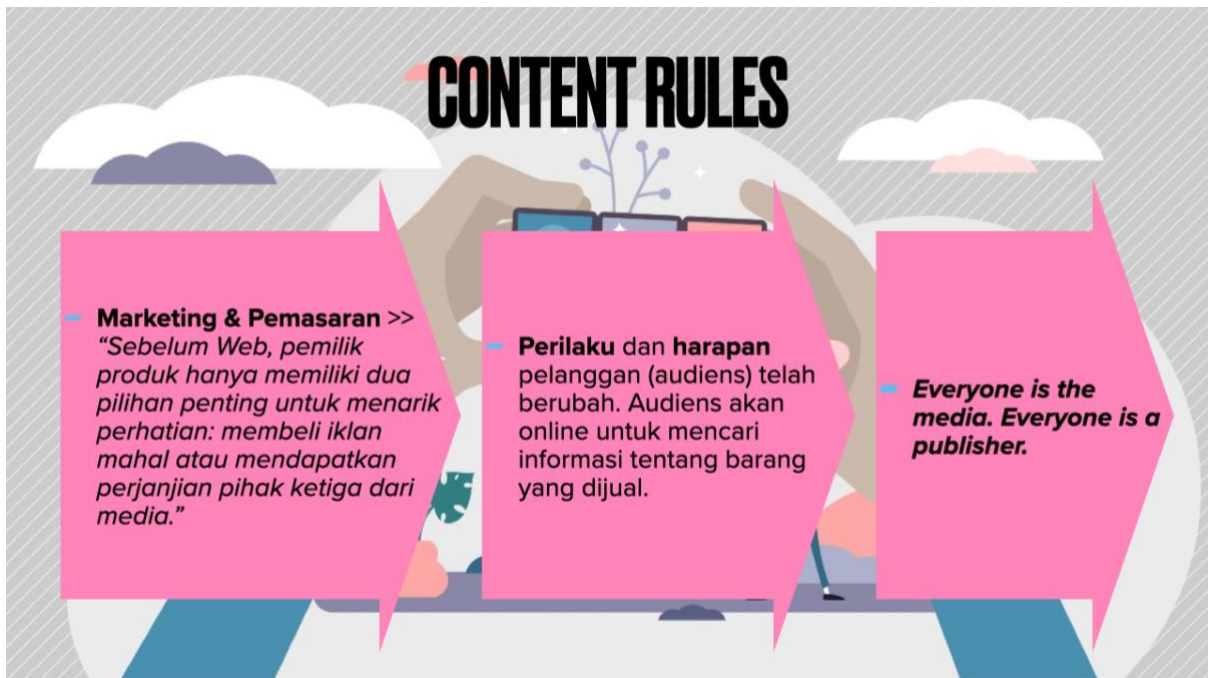 CONTENT RULES
Marketing & Pemasaran >>
“Sebelum Web, pemilik
produk hanya memiliki dua
pilihan penting untuk menarik
perhatian: membeli iklan
mahal atau mendapatkan
perjanjian pihak ketiga dari
media.”
Perilaku dan harapan
pelanggan (audiens) telah
berubah. Audiens akan
online untuk mencari
informasi tentang barang
yang dijual.
Everyone is the
media. Everyone is a
publisher.